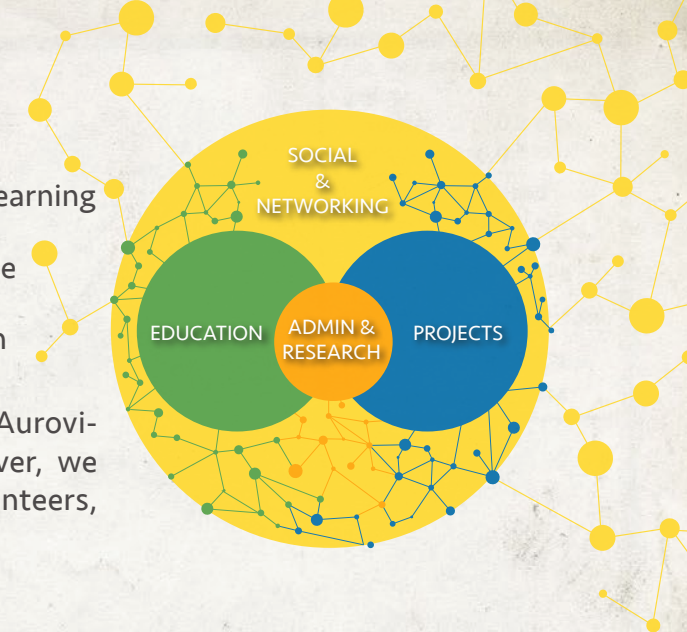 earning
e
n
Aurovi-
ver, we
nteers,
SOCIAL
&
NETWORKING
EDUCATION
ADMIN &
RESEARCH
PROJECTS